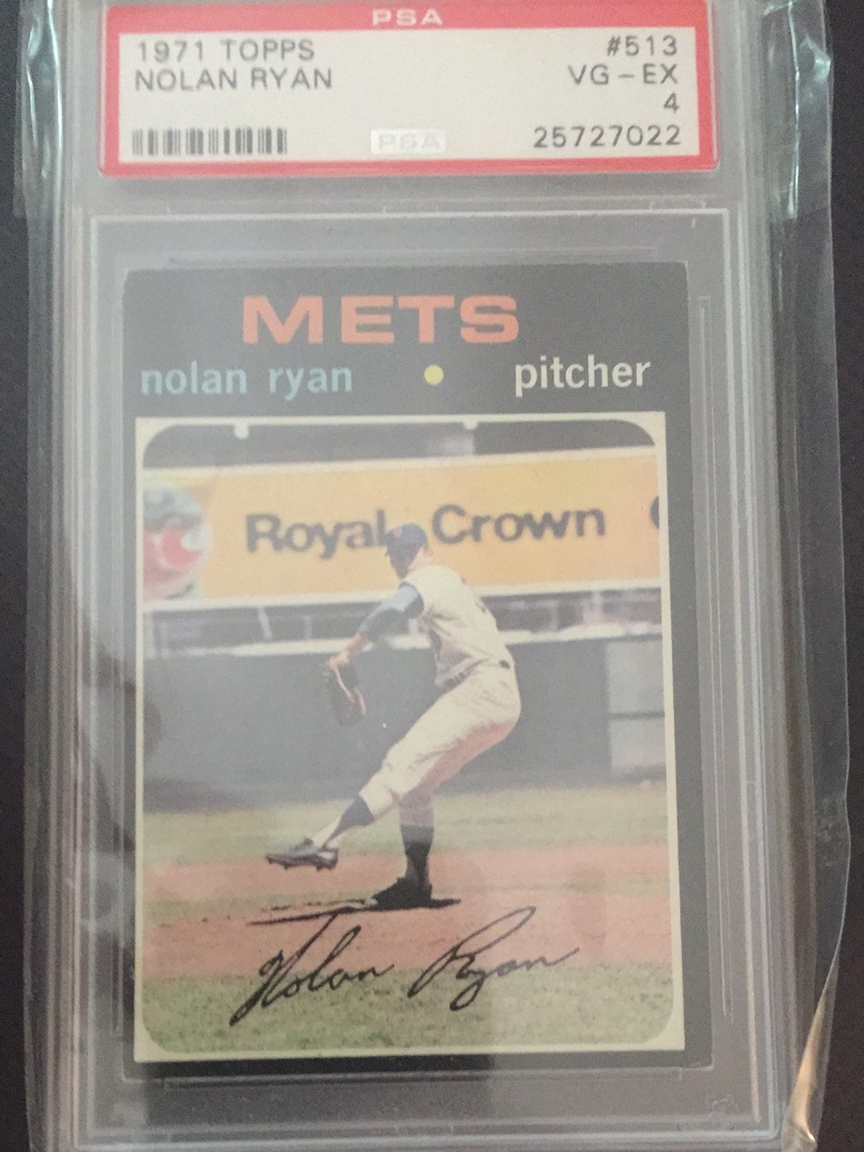 PSA
1971 TOPPS #513
NOLAN RYAN VG-EX
4
PSA 25727022
METS
nolan ryan • pitcher
Royal Crown C
Nolan Ryan